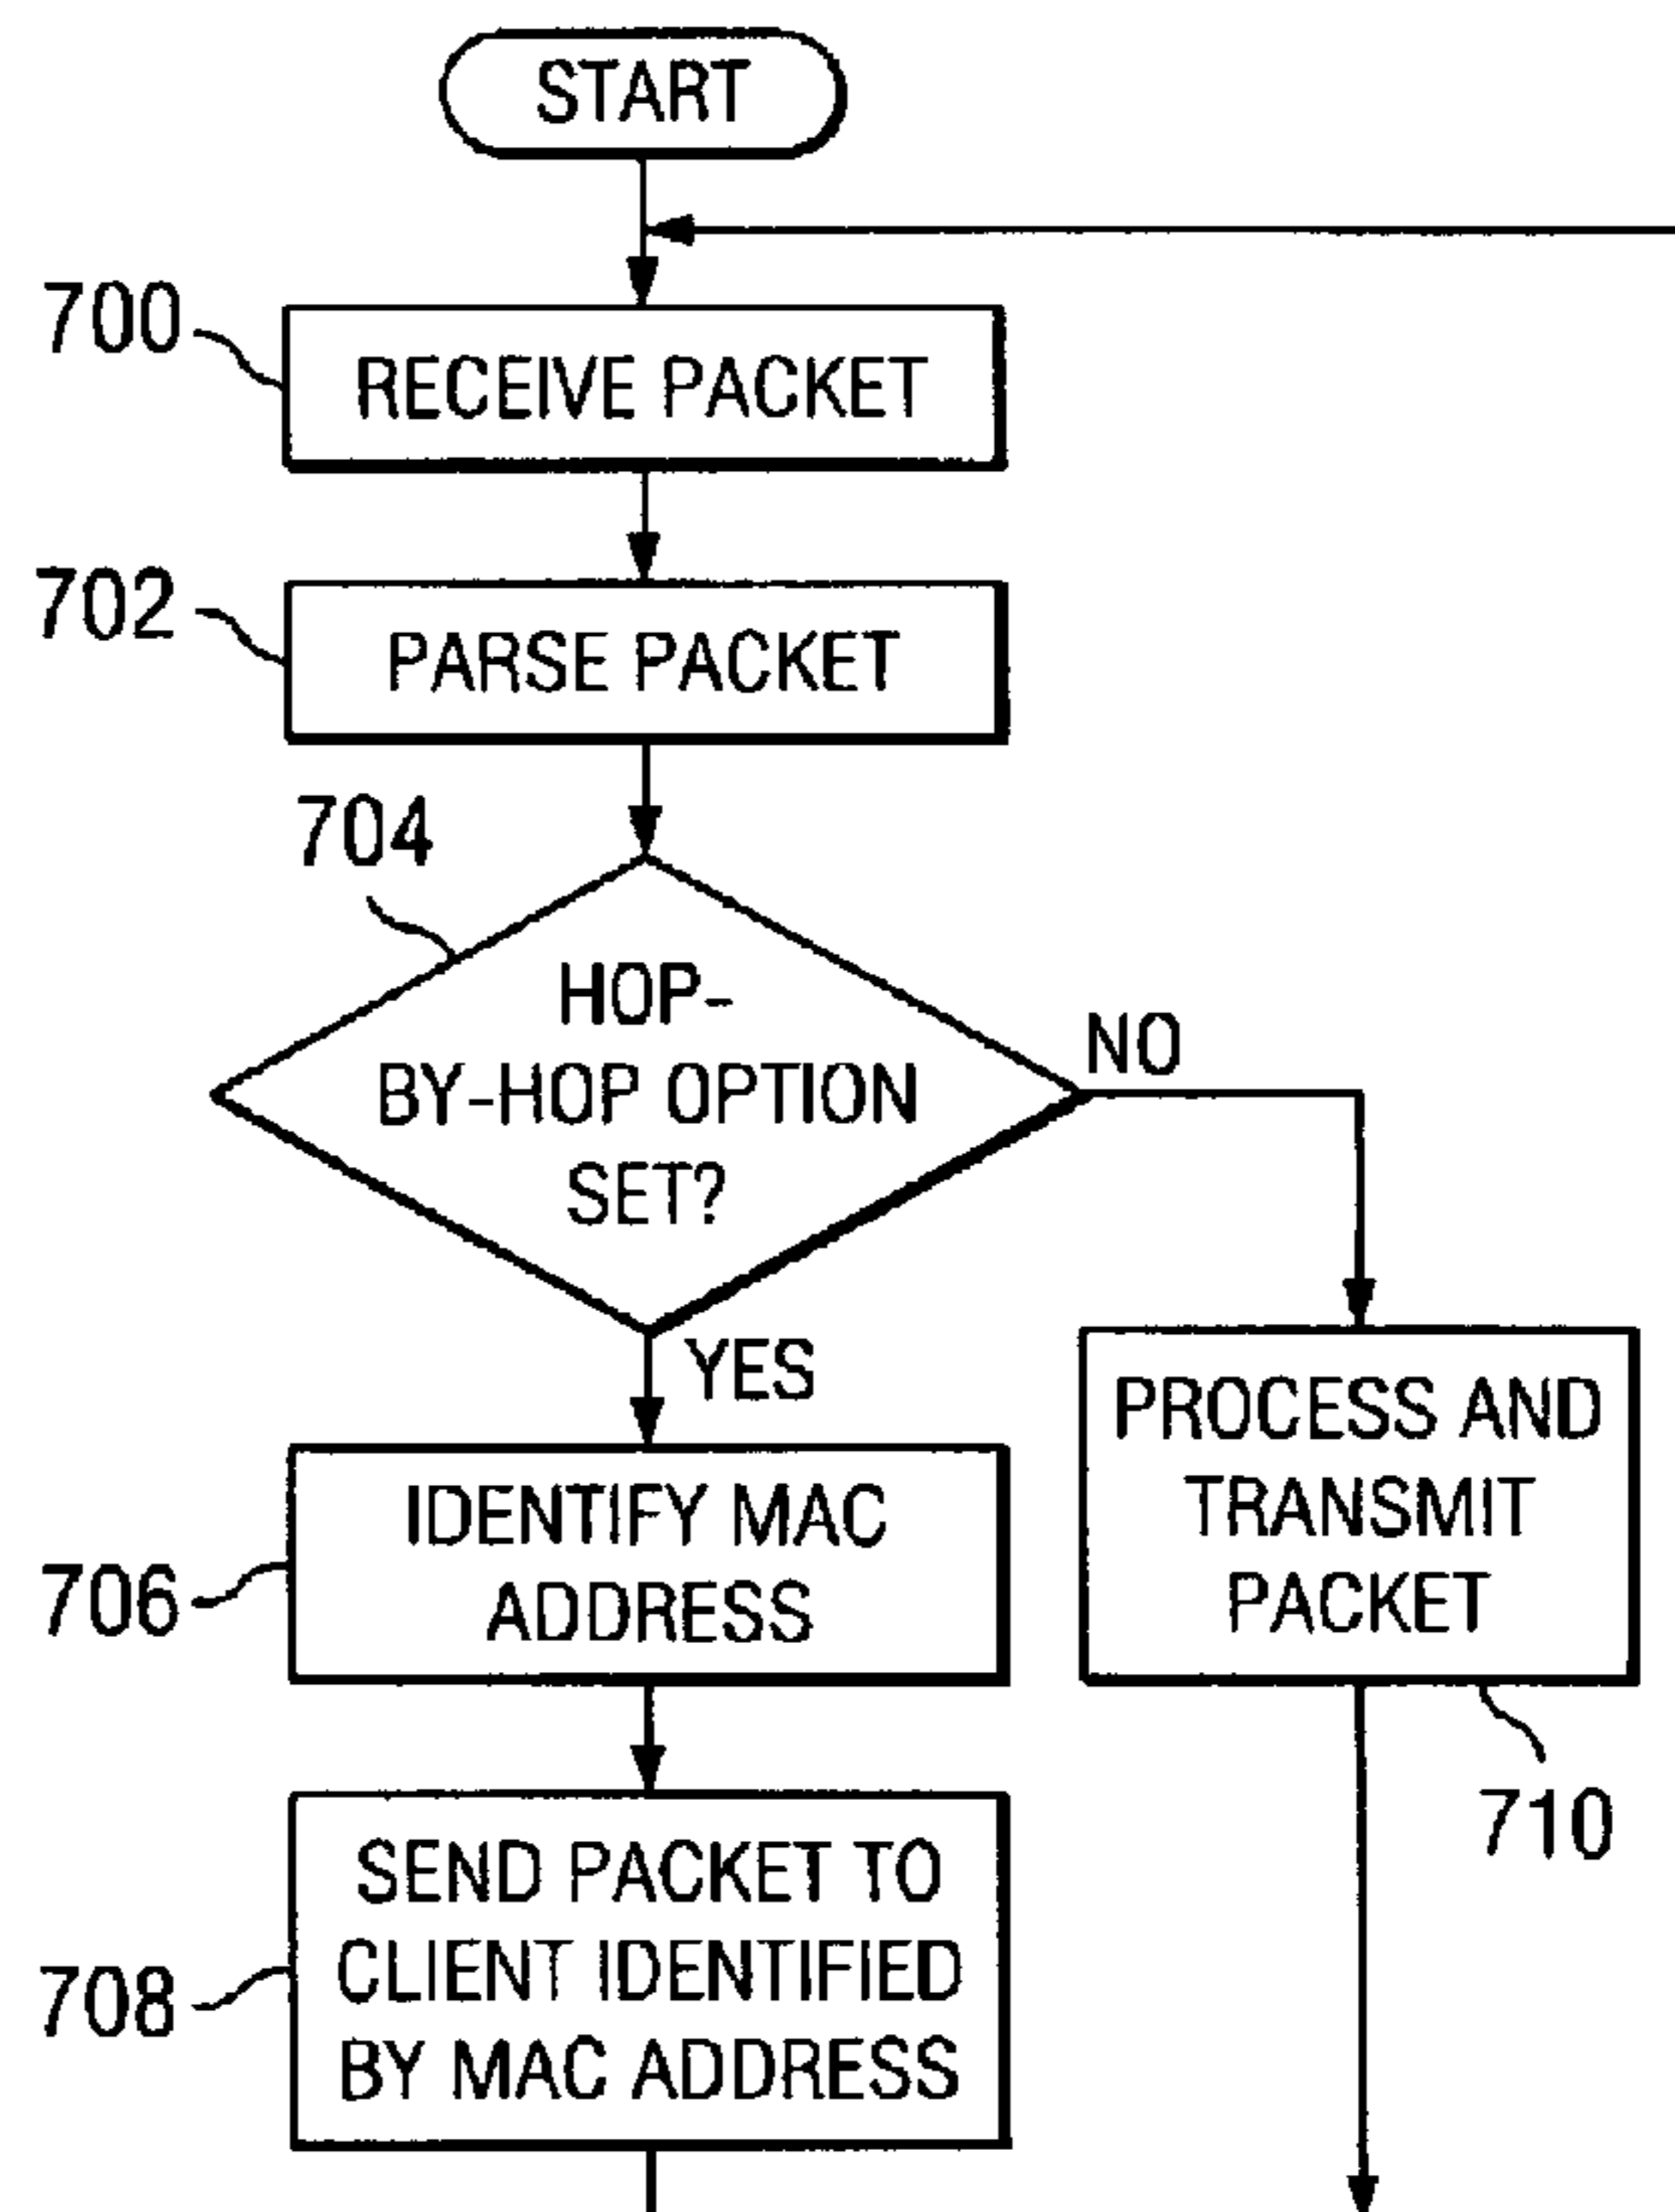 START
700
RECEIVE PACKET
702
PARSE PACKET
704
HOP-
BY-HOP OPTION
SET?
NO
YES
706
IDENTIFY MAC
ADDRESS
PROCESS AND
TRANSMIT
PACKET
710
708
SEND PACKET TO
CLIENT IDENTIFIED
BY MAC ADDRESS